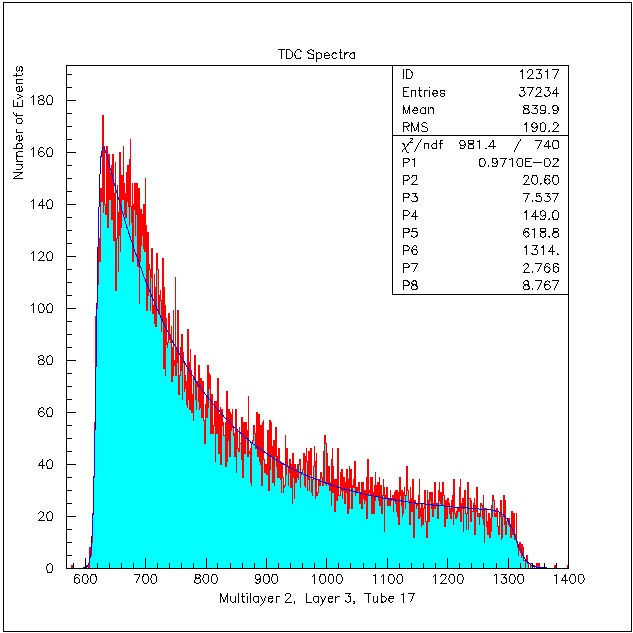 TDC Spectra
Number of Events
ID 12317
Entries 37234
Mean 839.9
RMS 190.2
χ²/ndf 981.4 / 740
P1 0.9710E-02
P2 20.60
P3 7.537
P4 149.0
P5 618.8
P6 1314.
P7 2.766
P8 8.767
180
160
140
120
100
80
60
40
20
0
600 700 800 900 1000 1100 1200 1300 1400
Multilayer 2, Layer 3, Tube 17